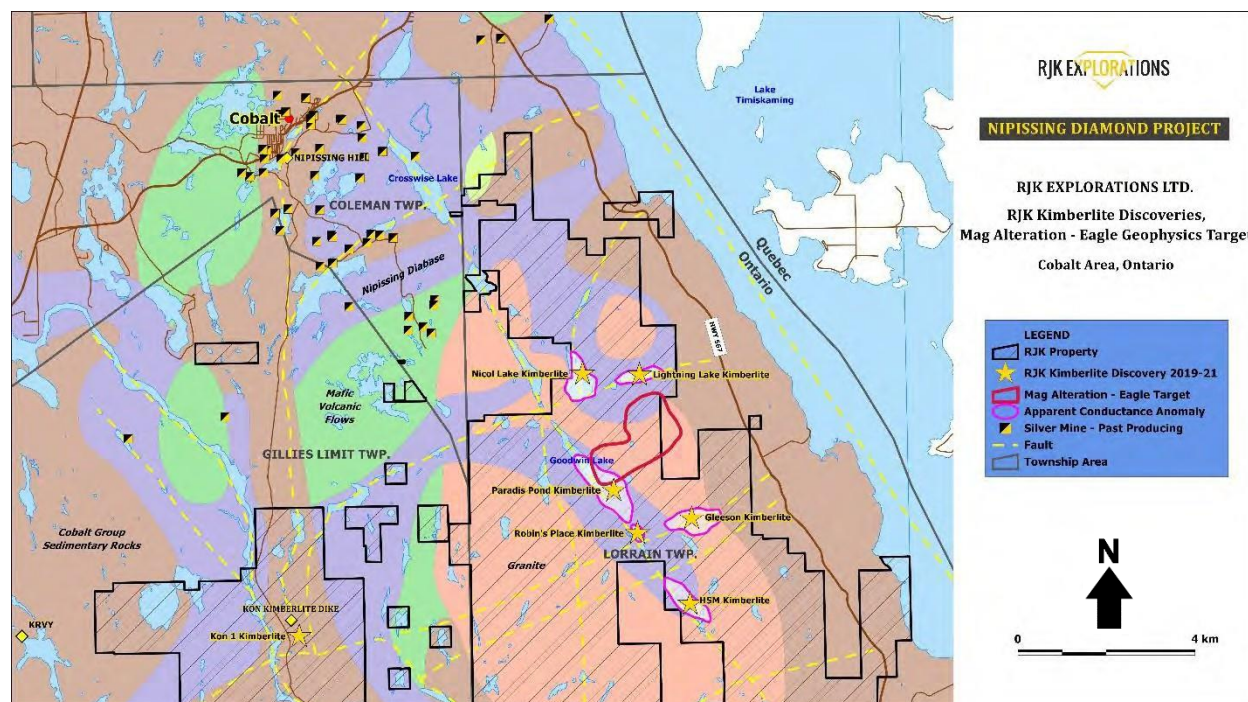 Lake
Timiskaming
Cobalt
NIPISSING HILL
Crosswise Lake
COLEMAN TWP.
Nipissing Diabase
Quebec
Ontario
HWY 567
Nicol Lake Kimberlite
Lightning Lake Kimberlite
Mafic
Volcanic
Flows
GILLIES LIMIT TWP.
Goodwin Lake
Paradis Pond Kimberlite
Gleeson Kimberlite
Robin's Place Kimberlite
LORRAIN TWP.
Cobalt Group
Sedimentary Rocks
Granite
HSM Kimberlite
KON KIMBERLITE DIKE
Kon 1 Kimberlite
KRVY
RJK EXPLORATIONS
NIPISSING DIAMOND PROJECT
RJK EXPLORATIONS LTD.
RJK Kimberlite Discoveries,
Mag Alteration - Eagle Geophysics Target
Cobalt Area, Ontario
LEGEND
RJK Property
RJK Kimberlite Discovery 2019-21
Mag Alteration - Eagle Target
Apparent Conductance Anomaly
Silver Mine - Past Producing
Fault
Township Area
N
0 4 km